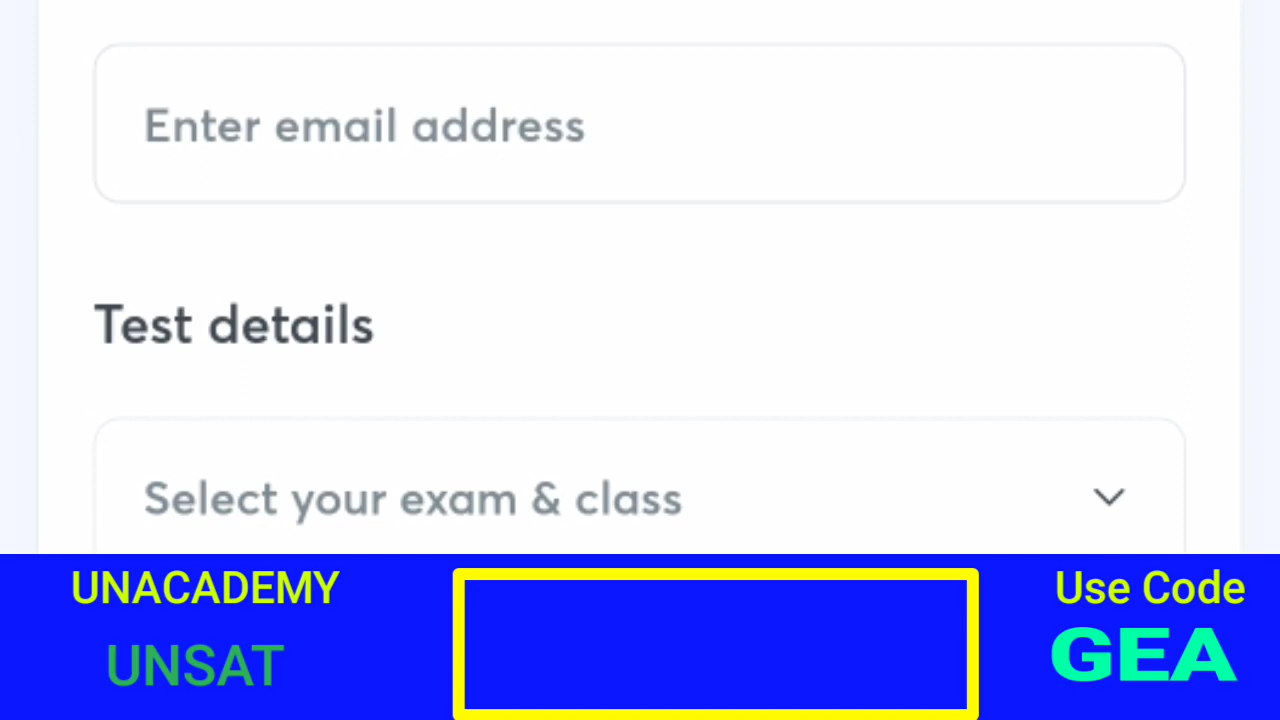 Enter email address
Test details
Select your exam & class
UNACADEMY
UNSAT
Use Code
GEA